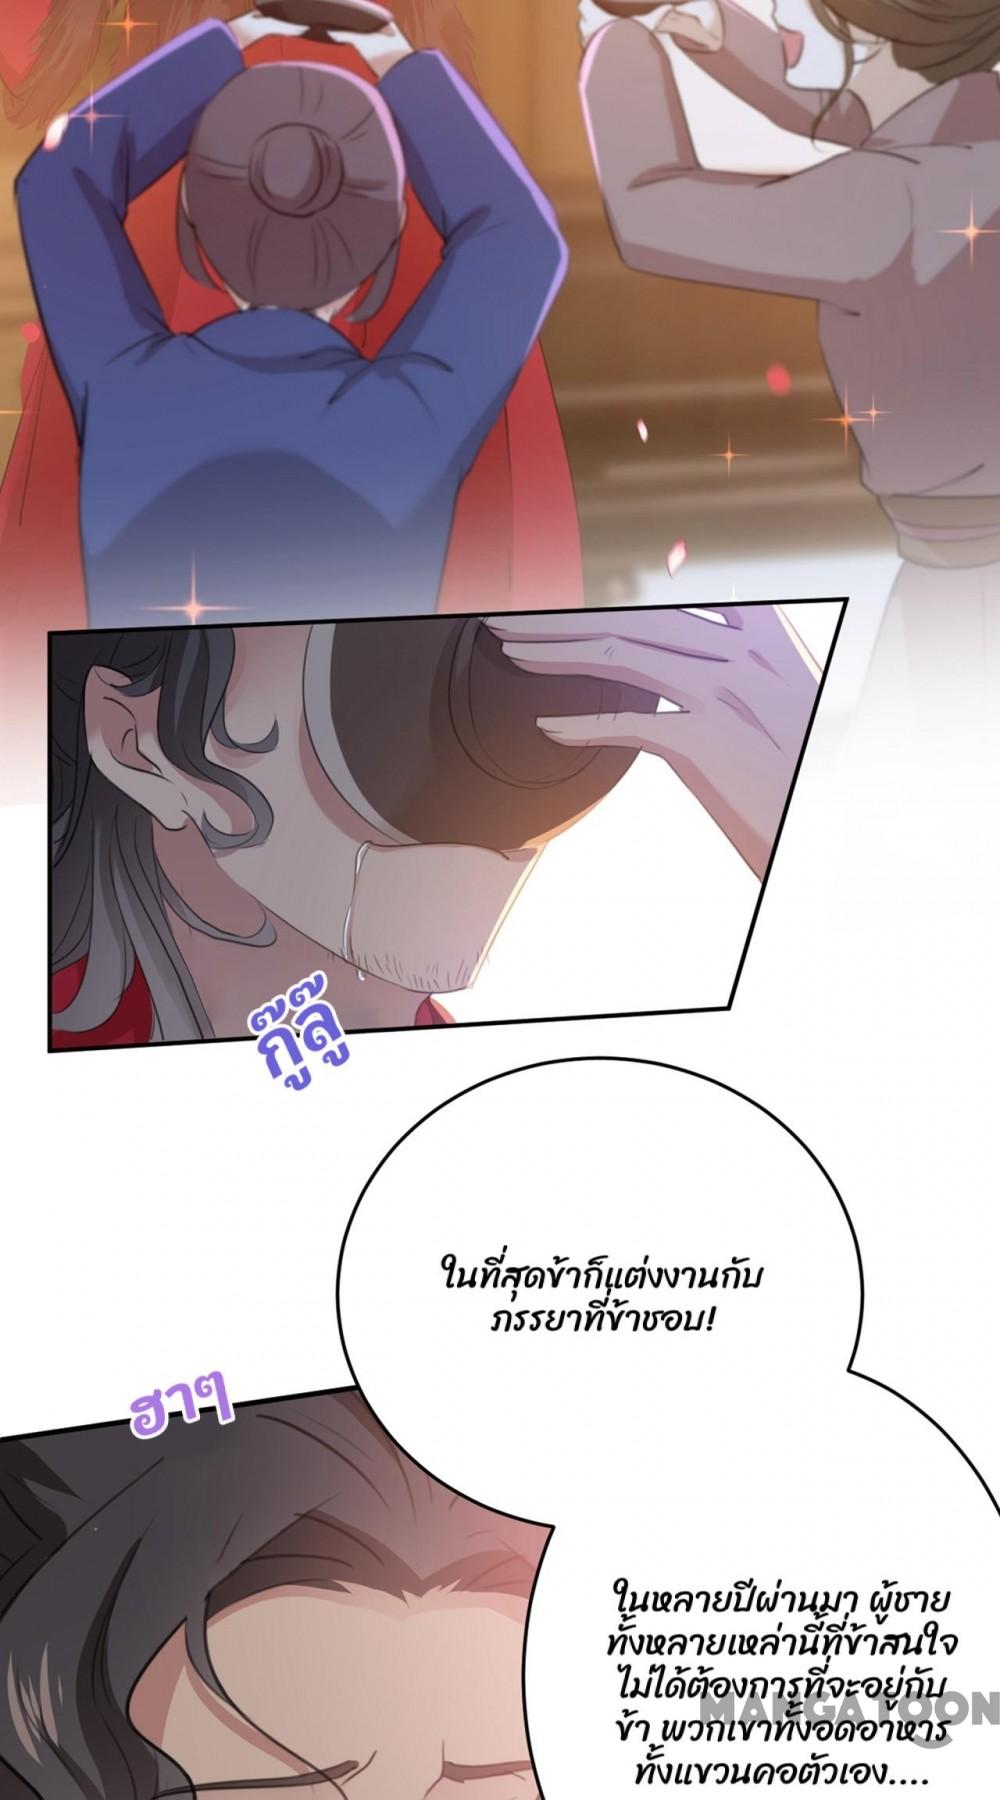 กู๊ลู๊
ในที่สุดข้าก็แต่งงานกับ
ภรรยาที่ข้าชอบ!
ฮาๆ
ในหลายปีผ่านมา ผู้ชาย
ทั้งหลายเหล่านี้ที่ข้าสนใจ
ไม่ได้ต้องการที่จะอยู่กับ
ข้า พวกเขาทั้งอดอาหาร
ทั้งแขวนคอตัวเอง....
MANGATOON